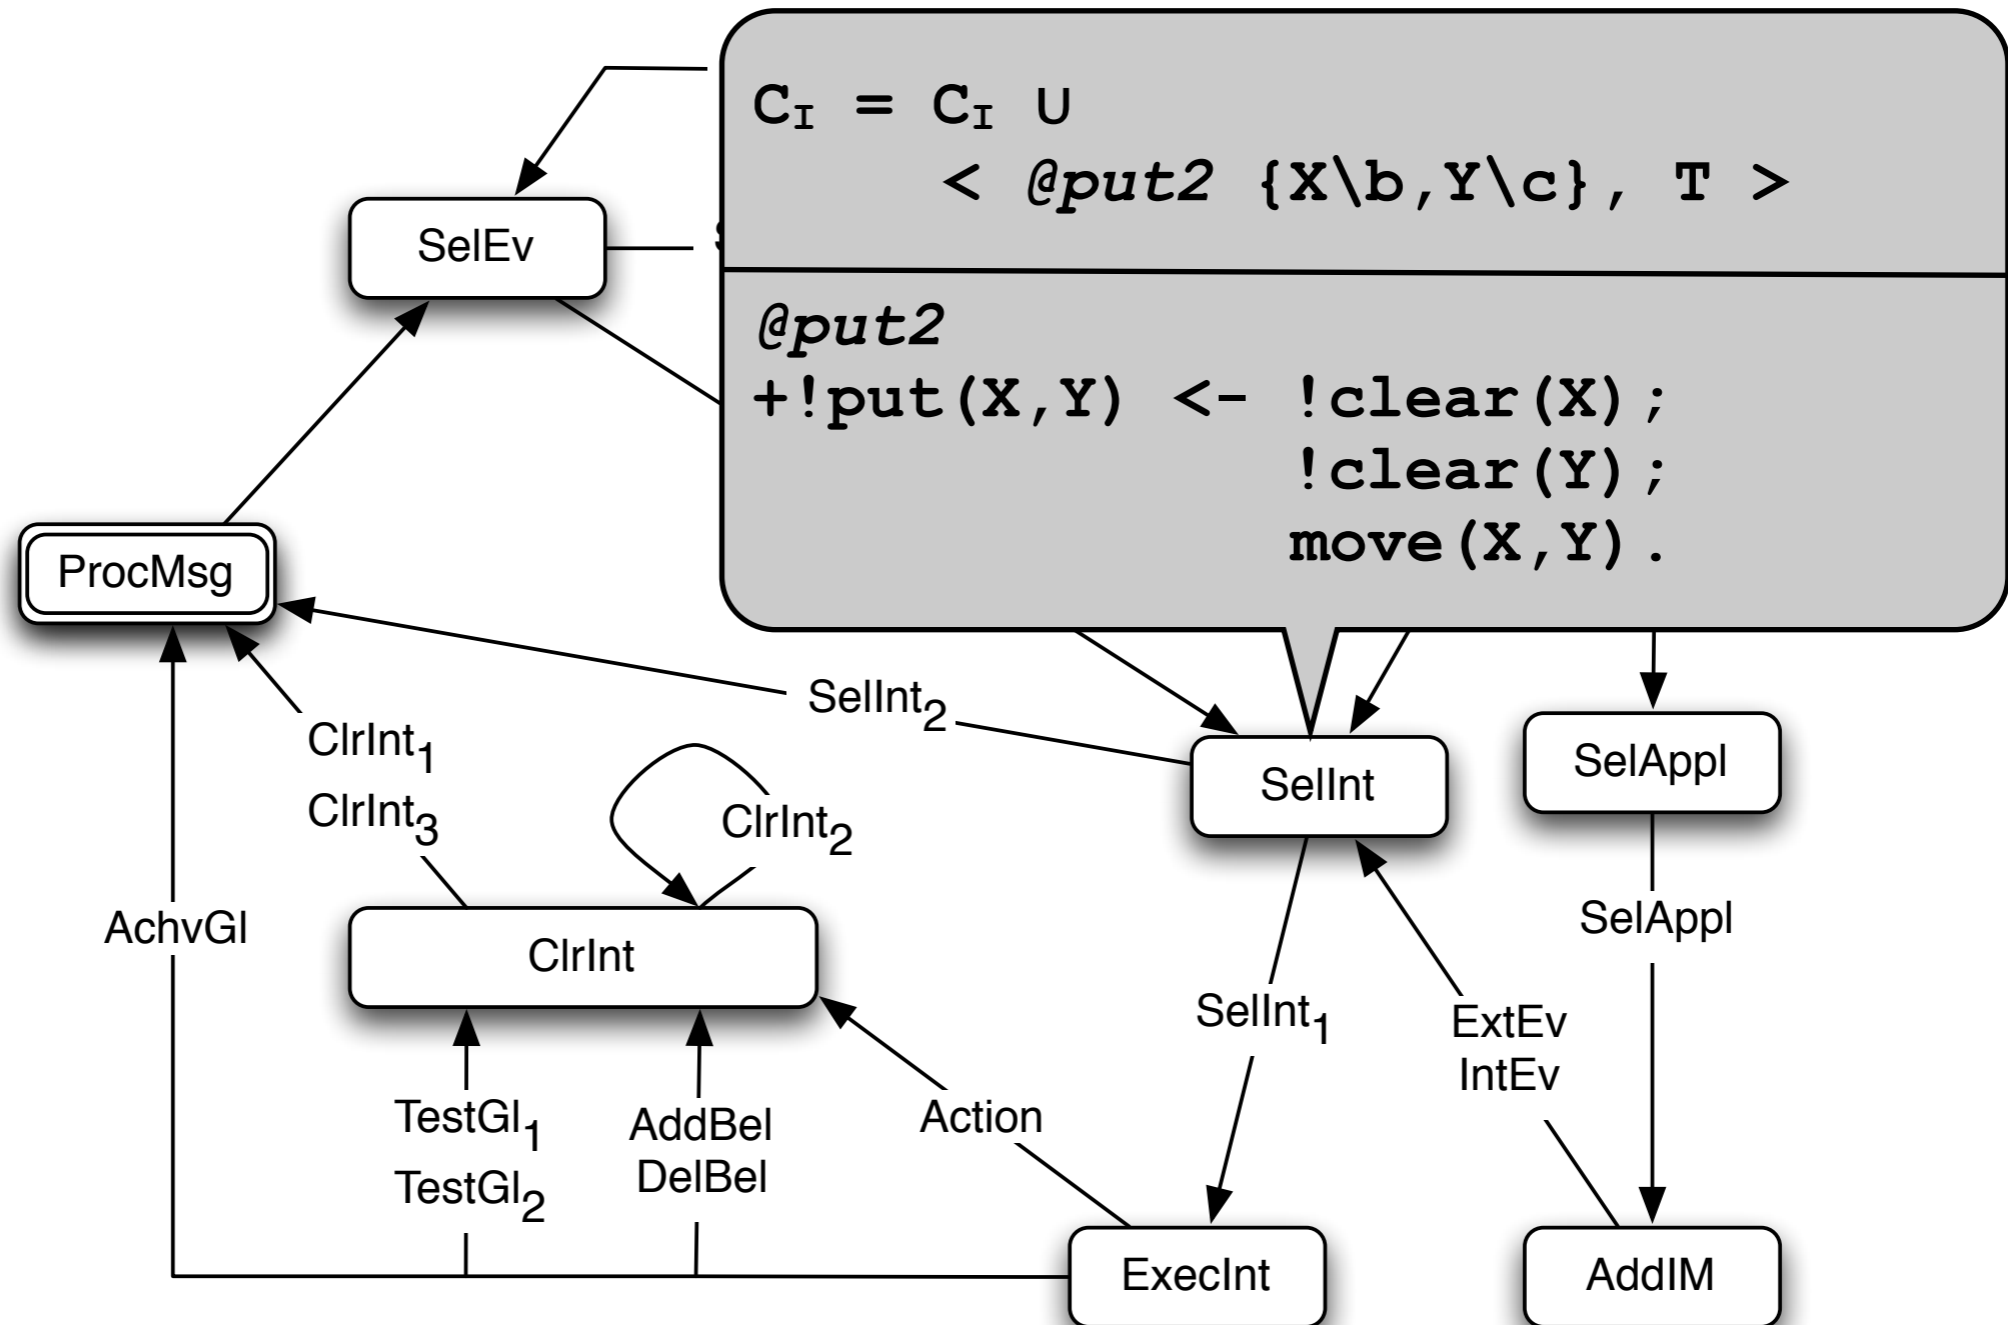 C_I = C_I ∪
< @put2 {X\b,Y\c}, T >
SelEv
@put2
+!put(X,Y) <- !clear(X);
!clear(Y);
move(X,Y).
ProcMsg
SelInt2
ClrInt1
ClrInt3
ClrInt2
SelInt
SelAppl
AchvGl
ClrInt
SelAppl
SelInt1
ExtEv
IntEv
TestGl1
TestGl2
AddBel
DelBel
Action
ExecInt
AddIM